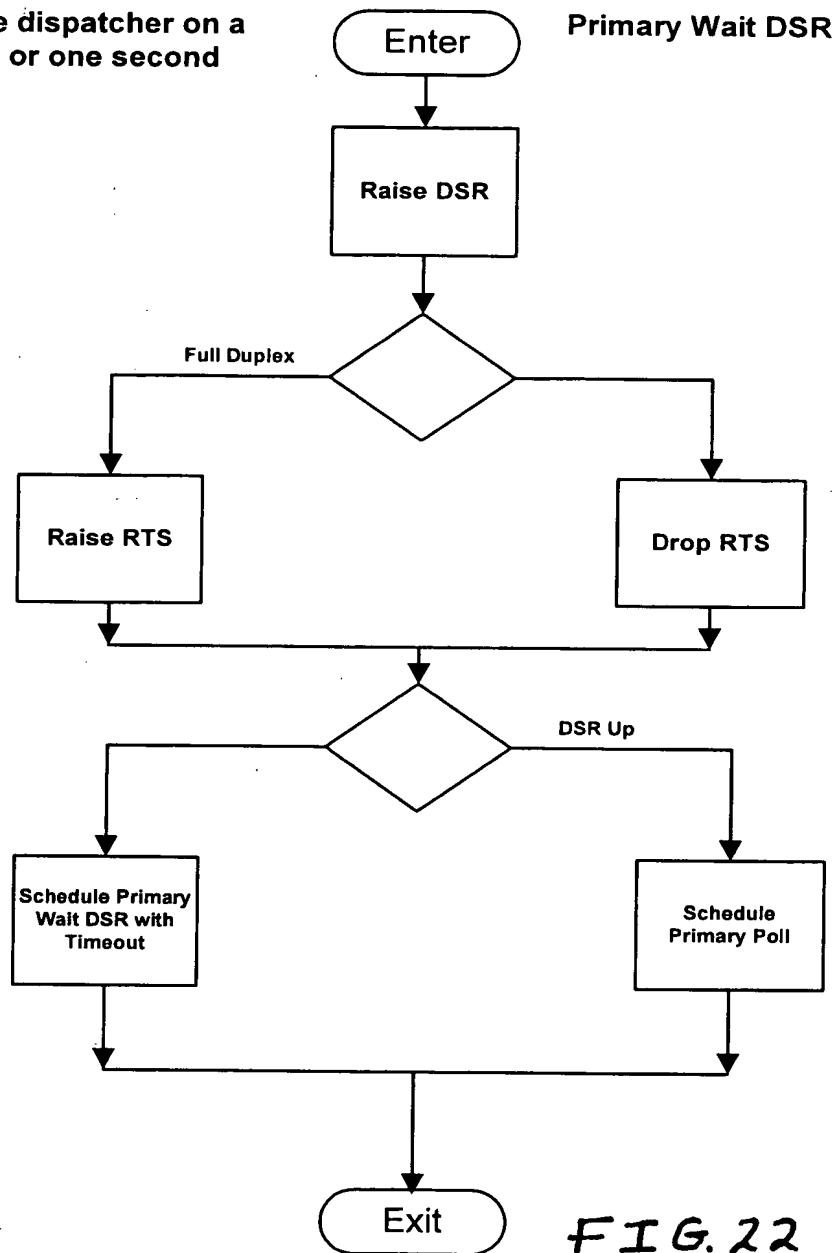 e dispatcher on a
or one second
Enter
Primary Wait DSR
Raise DSR
Full Duplex
Raise RTS
Drop RTS
DSR Up
Schedule Primary
Wait DSR with
Timeout
Schedule
Primary Poll
Exit
FIG. 22